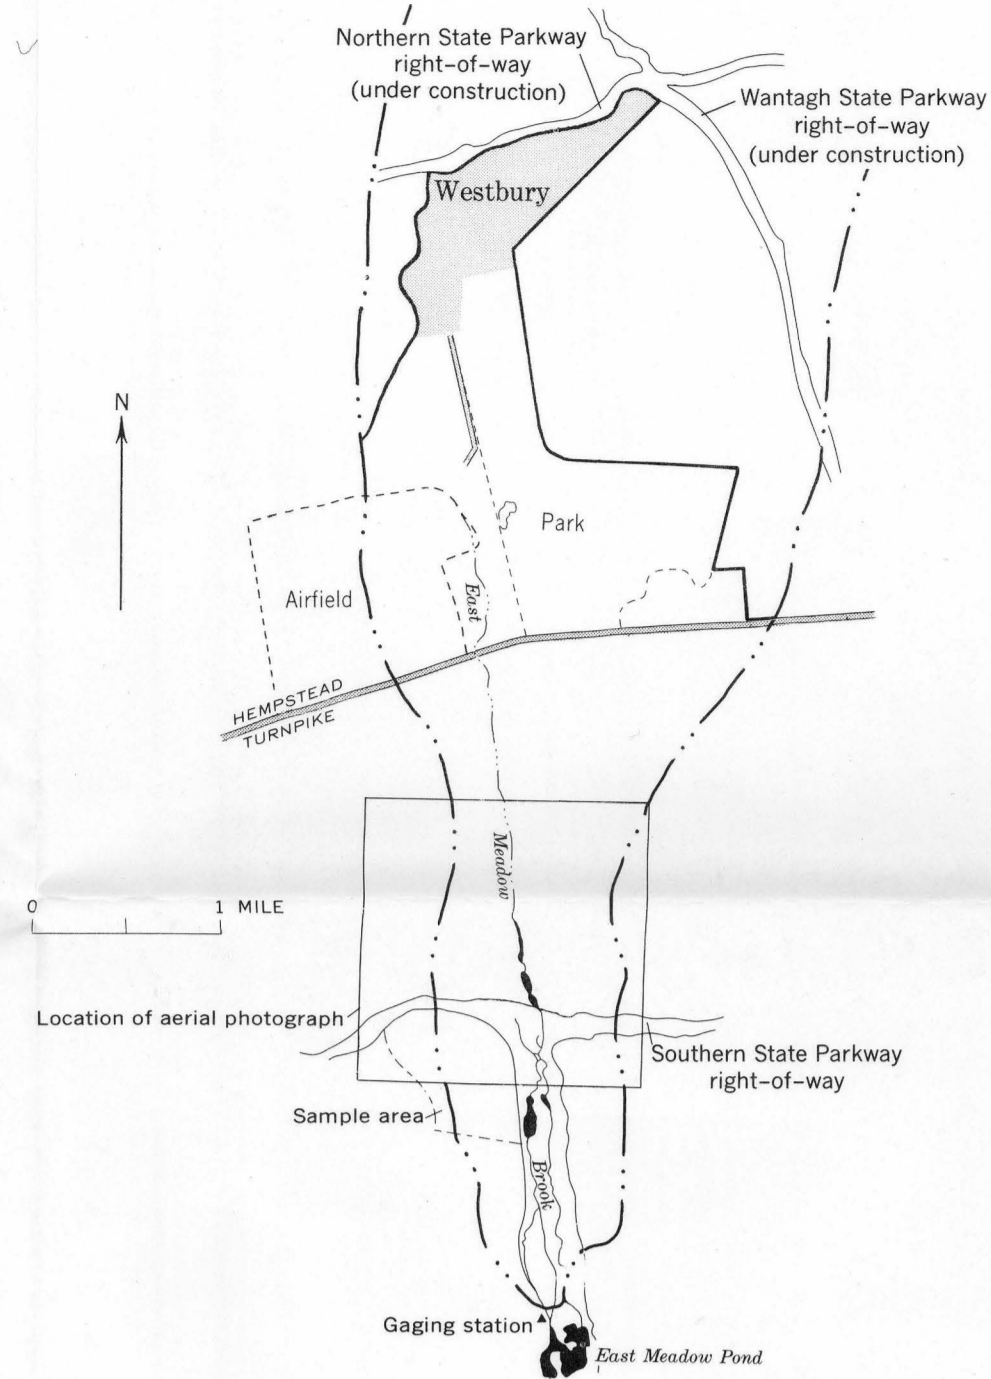 Northern State Parkway
right-of-way
(under construction)
Wantagh State Parkway
right-of-way
(under construction)
Westbury
N
Park
Airfield
East
HEMPSTEAD
TURNPIKE
Meadow
0 1 MILE
Location of aerial photograph
Southern State Parkway
right-of-way
Sample area
Brook
Gaging station
East Meadow Pond